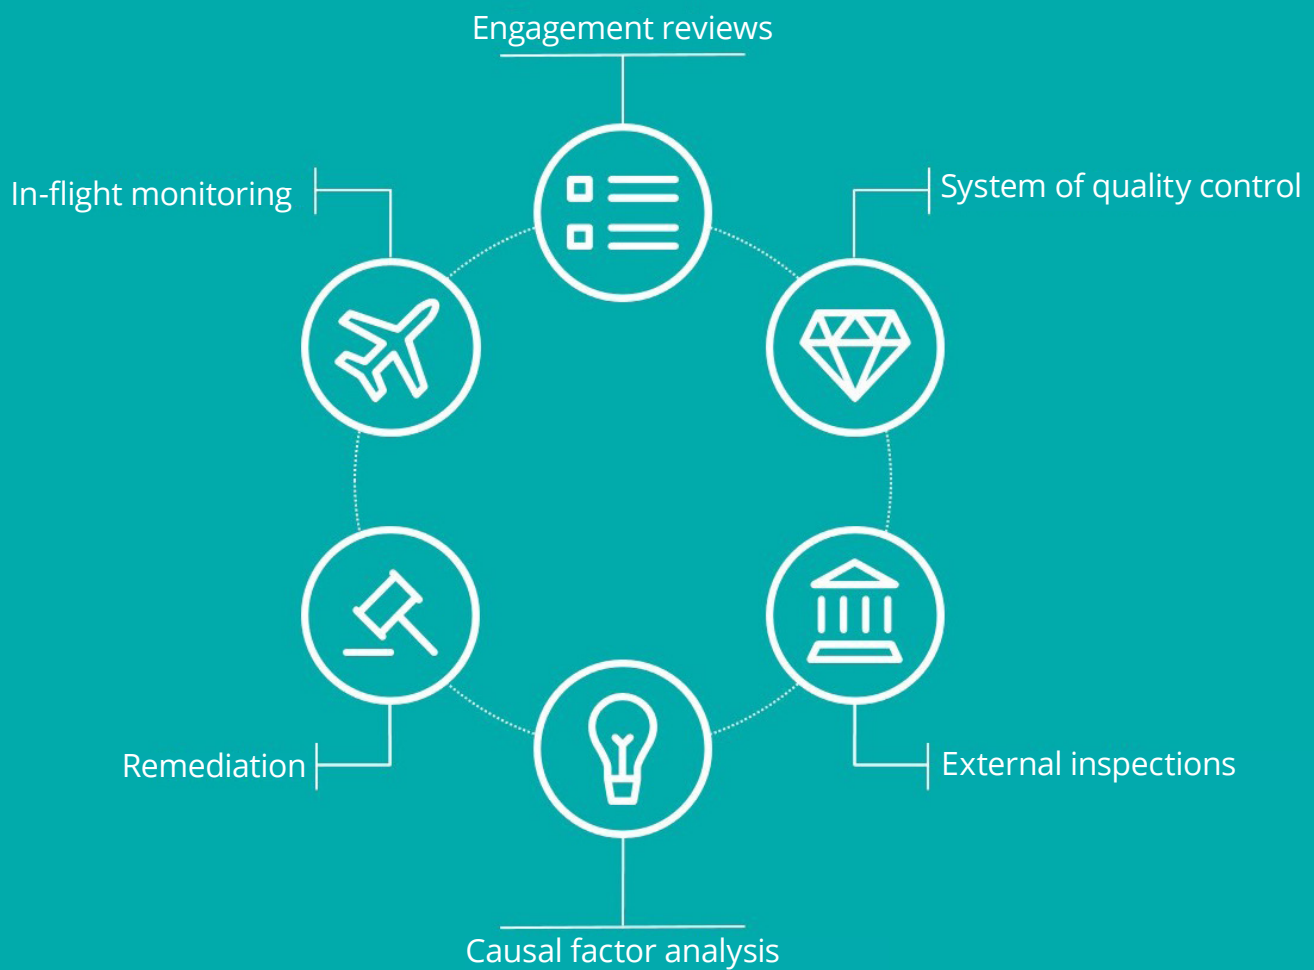 Engagement reviews
In-flight monitoring
System of quality control
Remediation
External inspections
Causal factor analysis